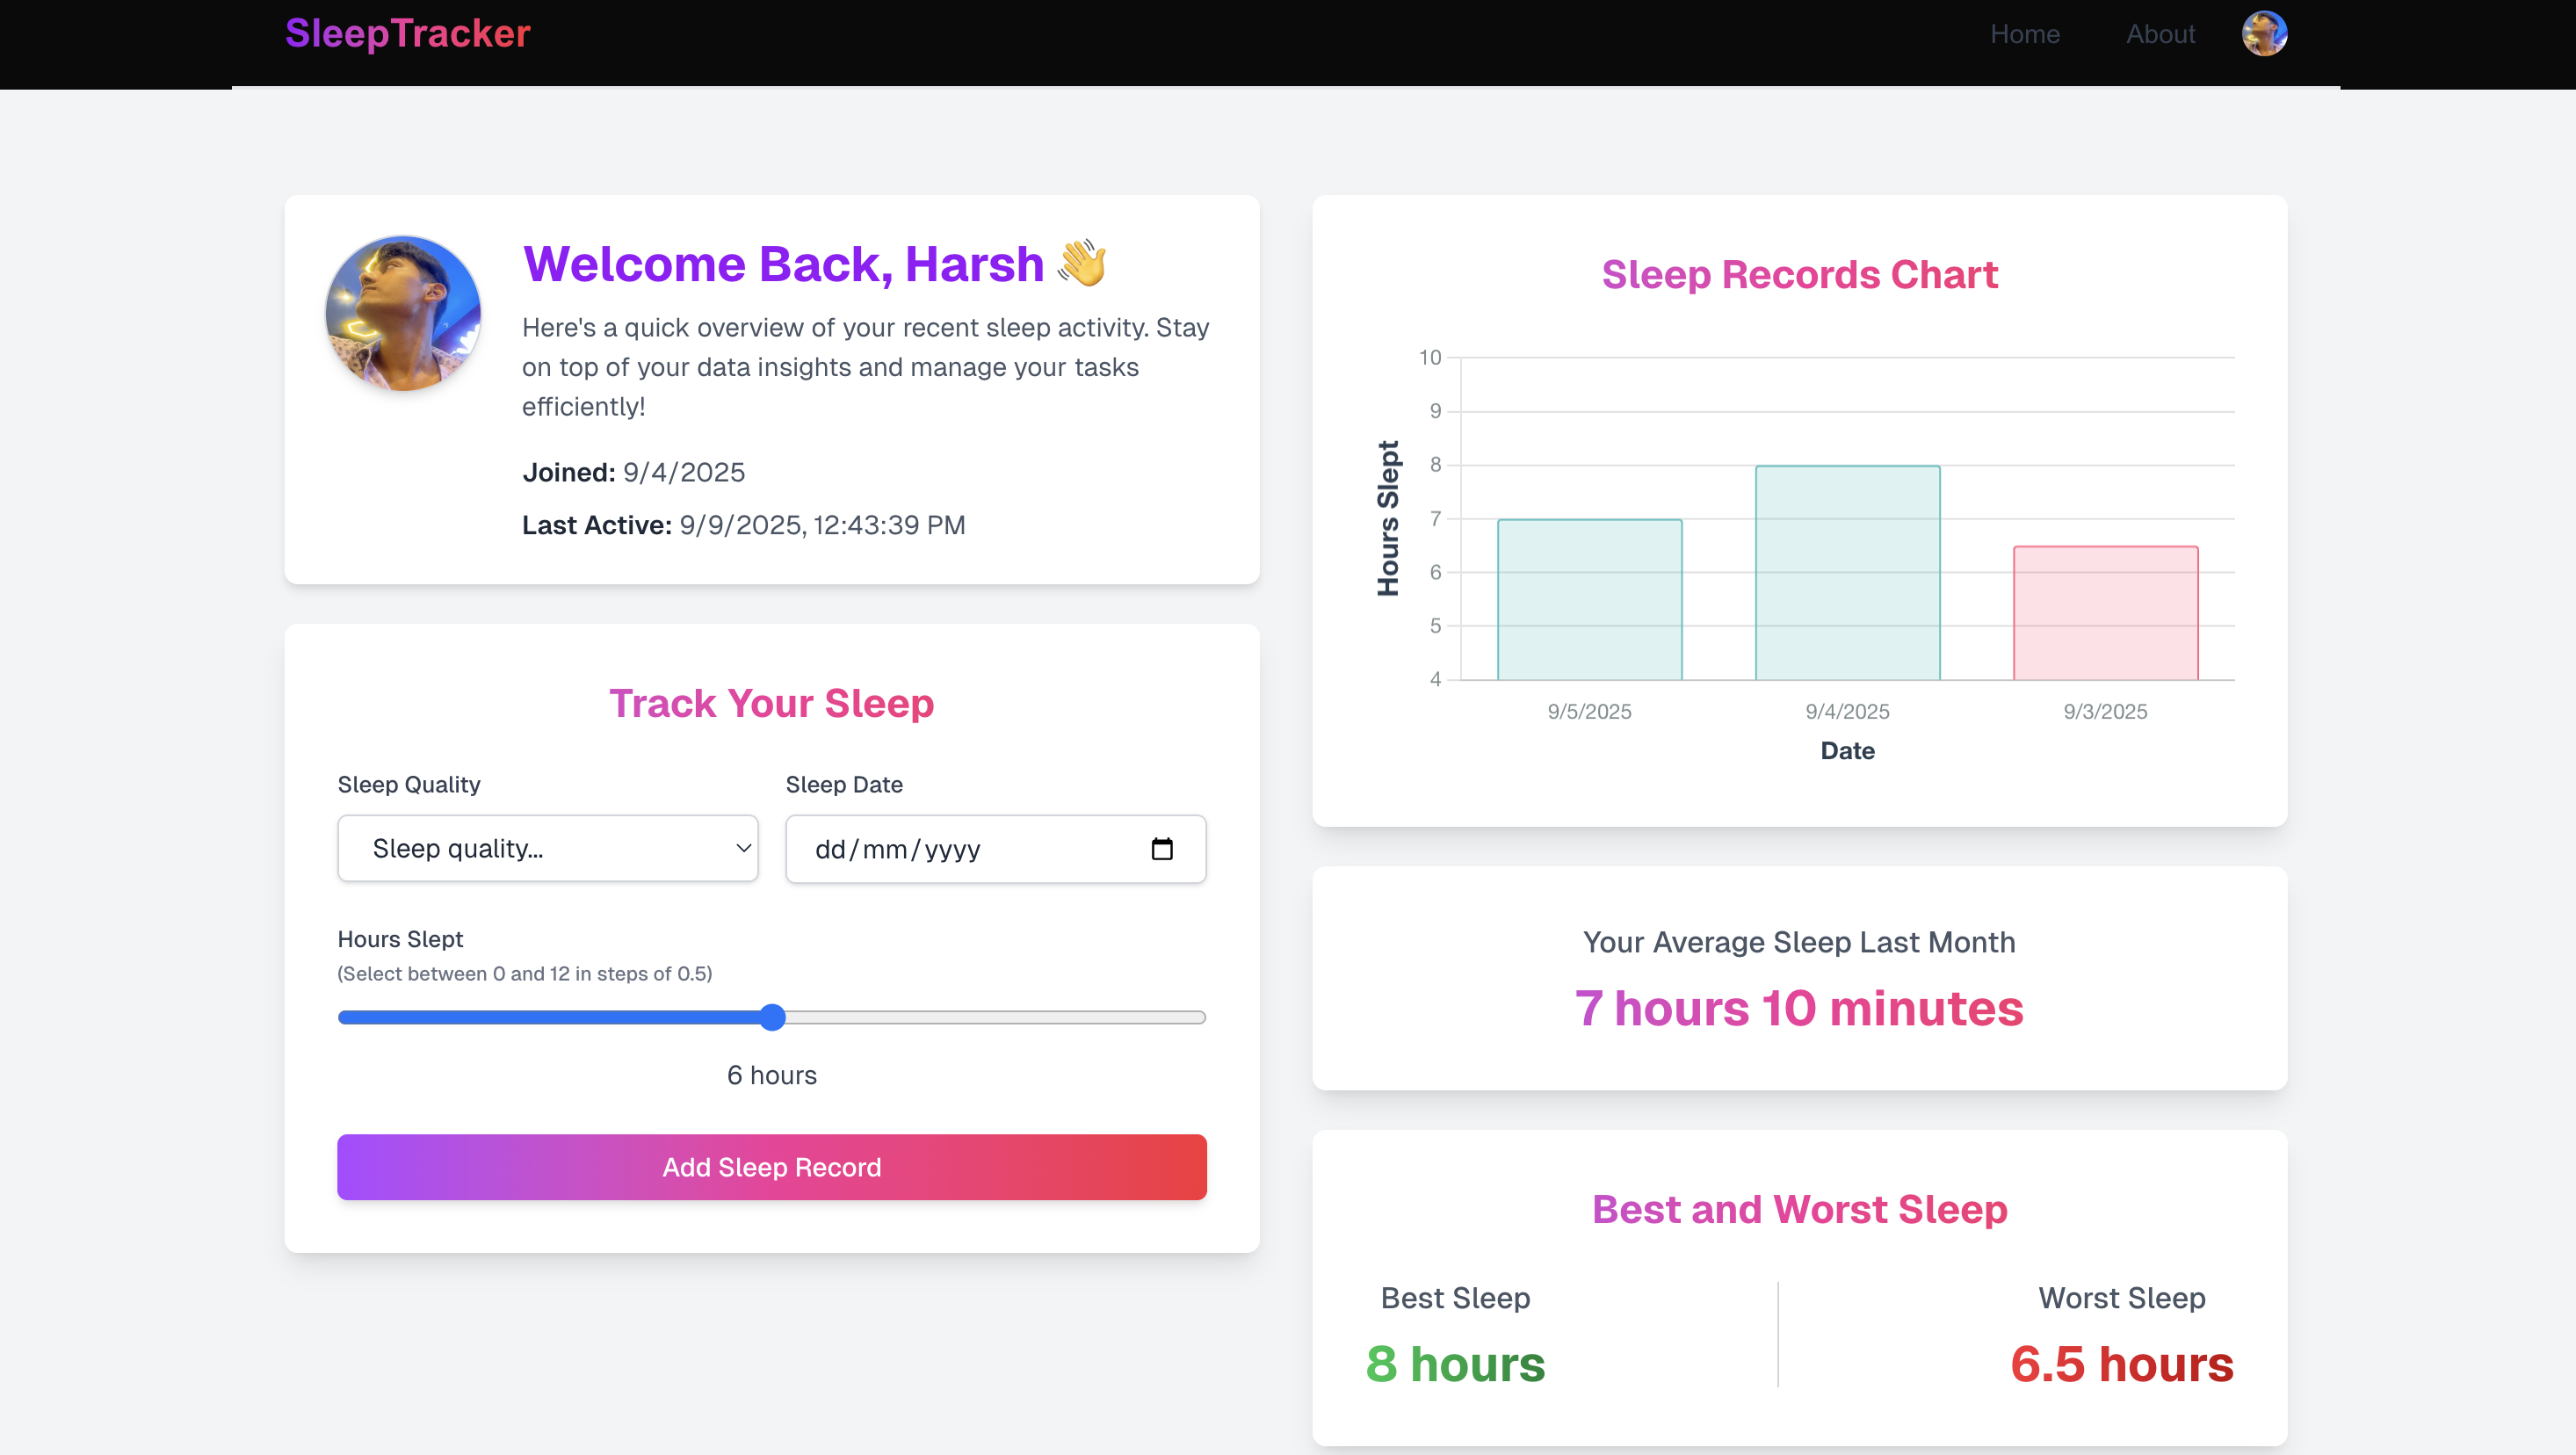 SleepTracker
Home
About
Welcome Back, Harsh 👋
Here's a quick overview of your recent sleep activity. Stay
on top of your data insights and manage your tasks
efficiently!
Joined: 9/4/2025
Last Active: 9/9/2025, 12:43:39 PM
Track Your Sleep
Sleep Quality
Sleep Date
Sleep quality...
dd/mm/yyyy
Hours Slept
(Select between 0 and 12 in steps of 0.5)
6 hours
Add Sleep Record
Sleep Records Chart
Hours Slept
10
9
8
7
6
5
4
9/5/2025
9/4/2025
9/3/2025
Date
Your Average Sleep Last Month
7 hours 10 minutes
Best and Worst Sleep
Best Sleep
8 hours
Worst Sleep
6.5 hours